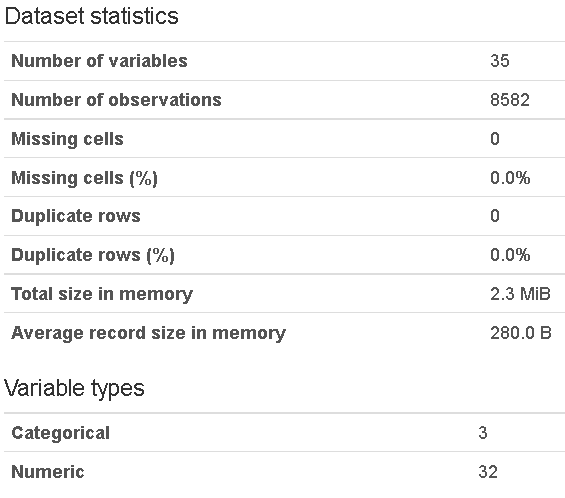 Dataset statistics
Number of variables 35
Number of observations 8582
Missing cells 0
Missing cells (%) 0.0%
Duplicate rows 0
Duplicate rows (%) 0.0%
Total size in memory 2.3 MiB
Average record size in memory 280.0 B
Variable types
Categorical 3
Numeric 32